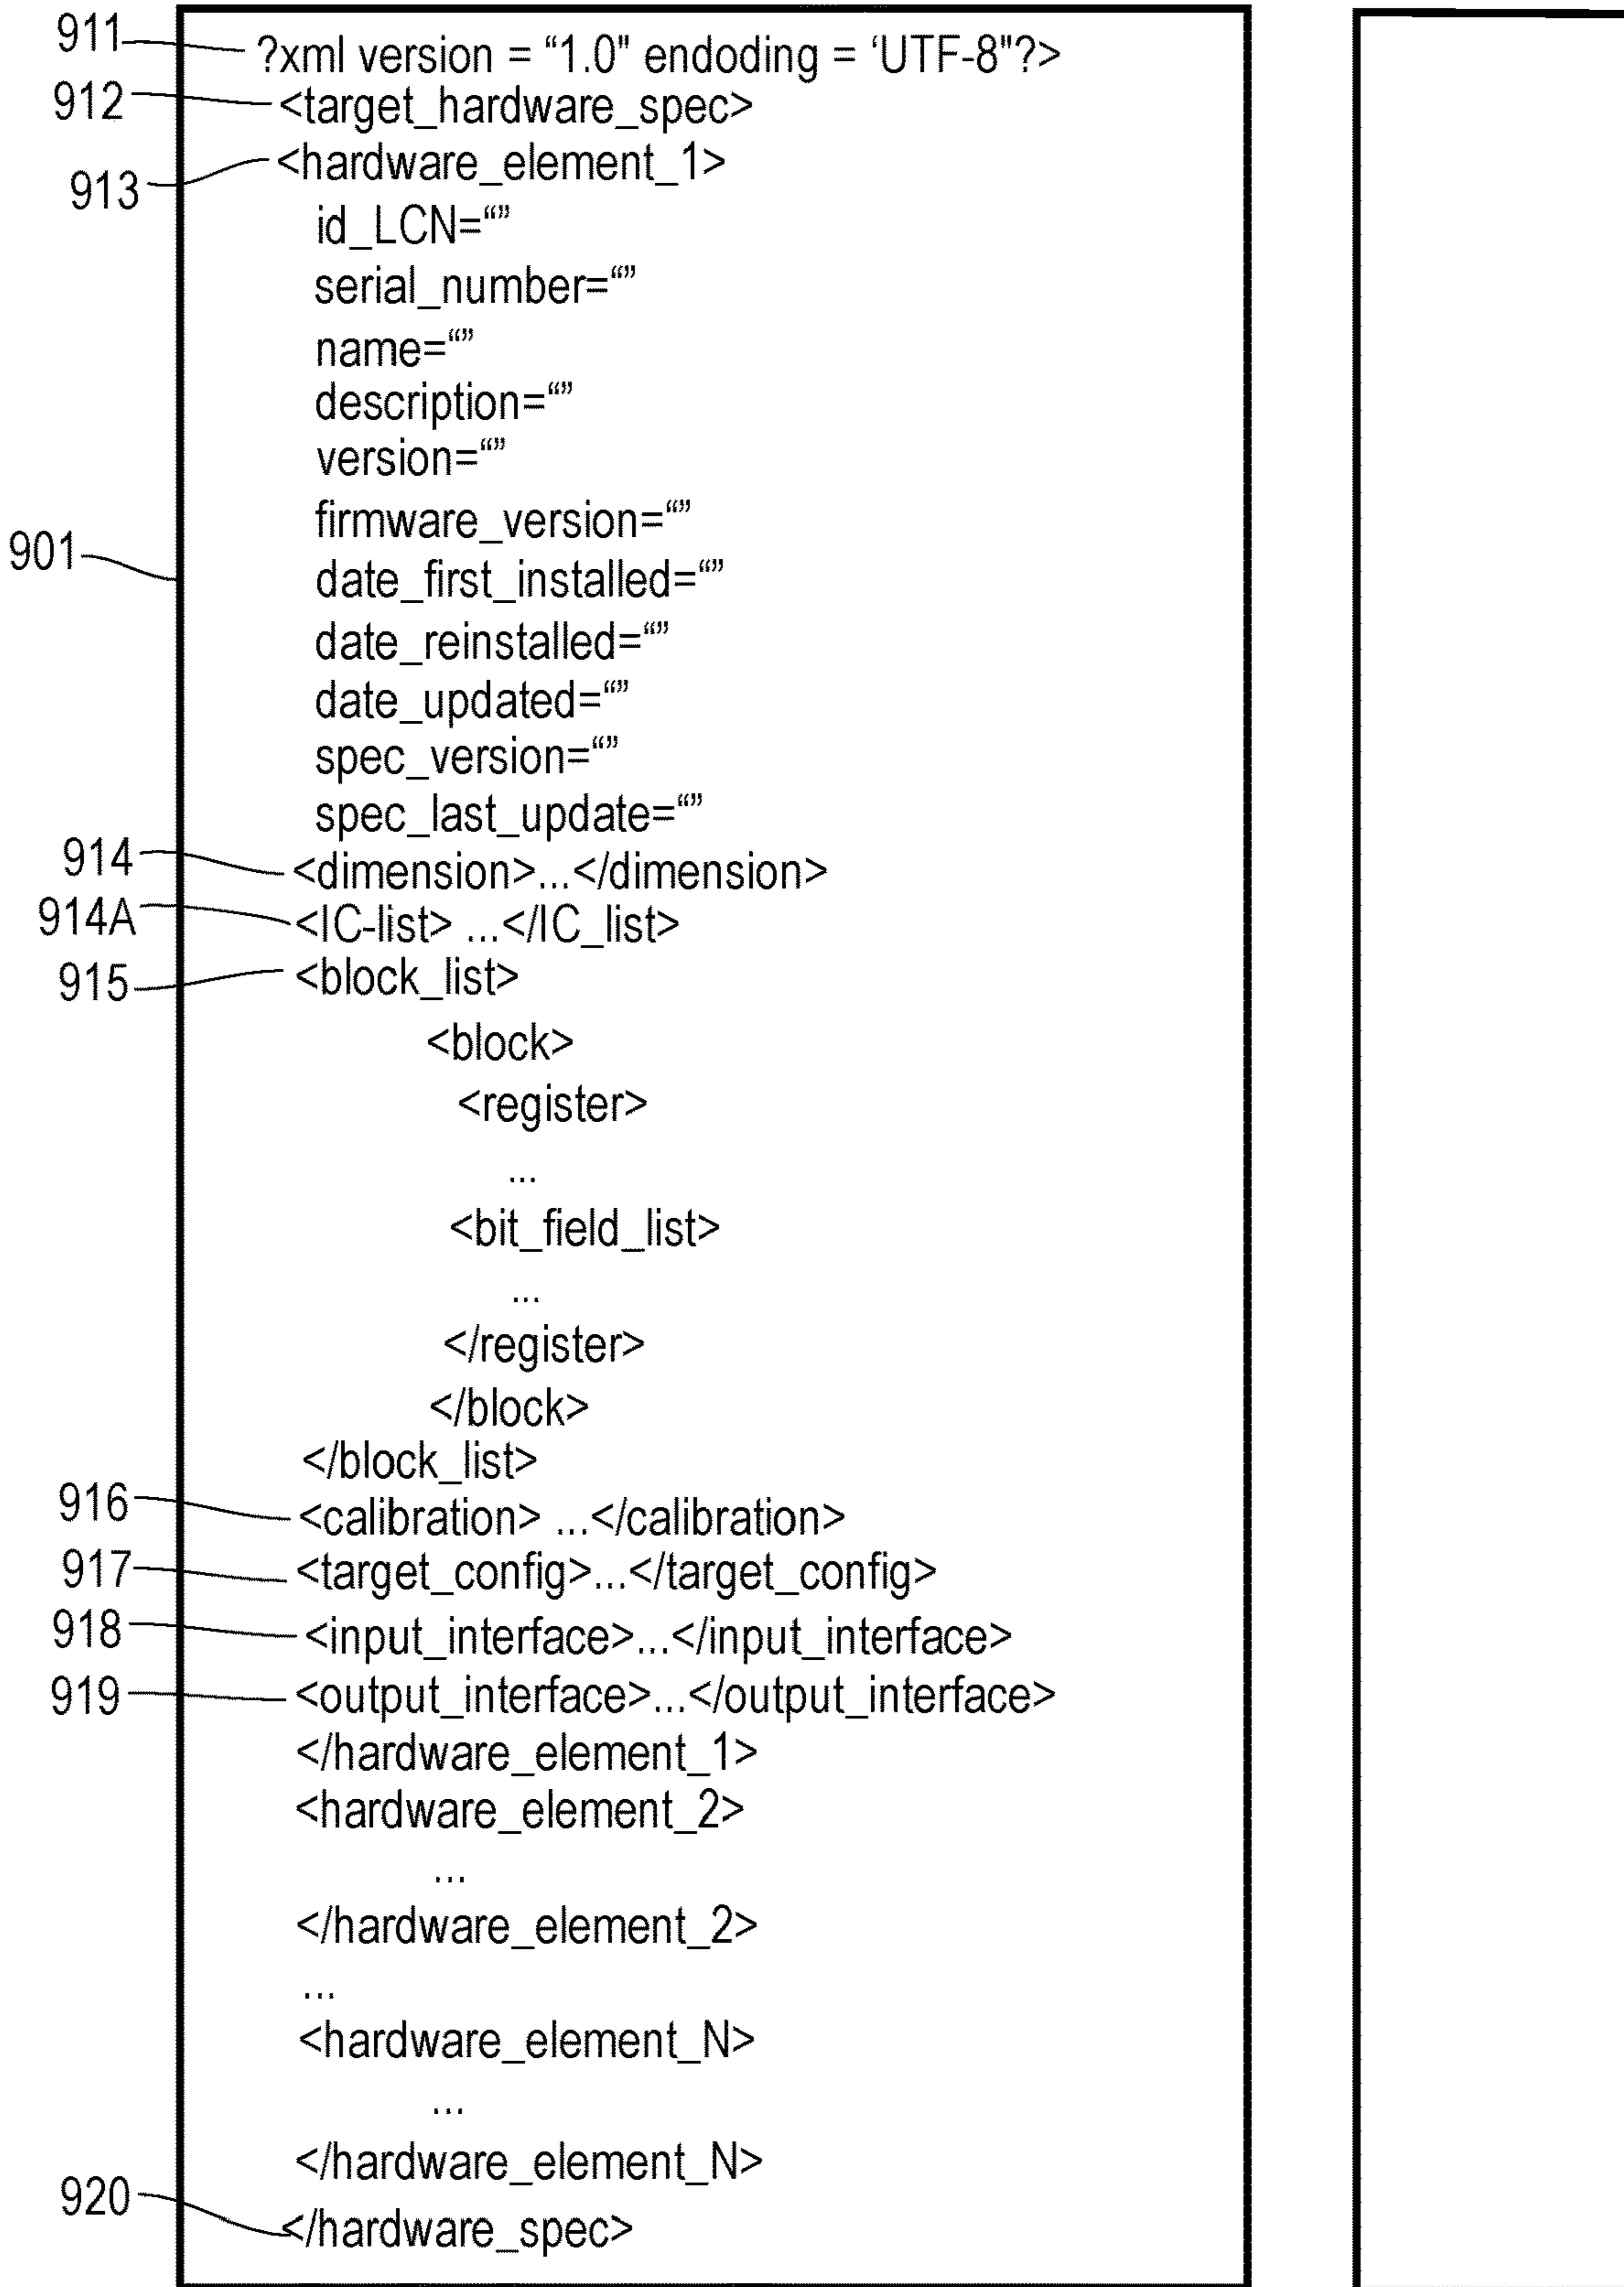 911 ?xml version = “1.0" endoding = ‘UTF-8"?>
912 <target_hardware_spec>
913 <hardware_element_1>
id_LCN=“”
serial_number=“”
name=“”
description=“”
version=“”
firmware_version=“”
901
date_first_installed=“”
date_reinstalled=“”
date_updated=“”
spec_version=“”
spec_last_update=“”
914 <dimension>...</dimension>
914A <IC-list> ...</IC_list>
915 <block_list>
<block>
<register>
...
<bit_field_list>
...
</register>
</block>
</block_list>
916 <calibration> ...</calibration>
917 <target_config>...</target_config>
918 <input_interface>...</input_interface>
919 <output_interface>...</output_interface>
</hardware_element_1>
<hardware_element_2>
...
</hardware_element_2>
...
<hardware_element_N>
...
</hardware_element_N>
920 </hardware_spec>